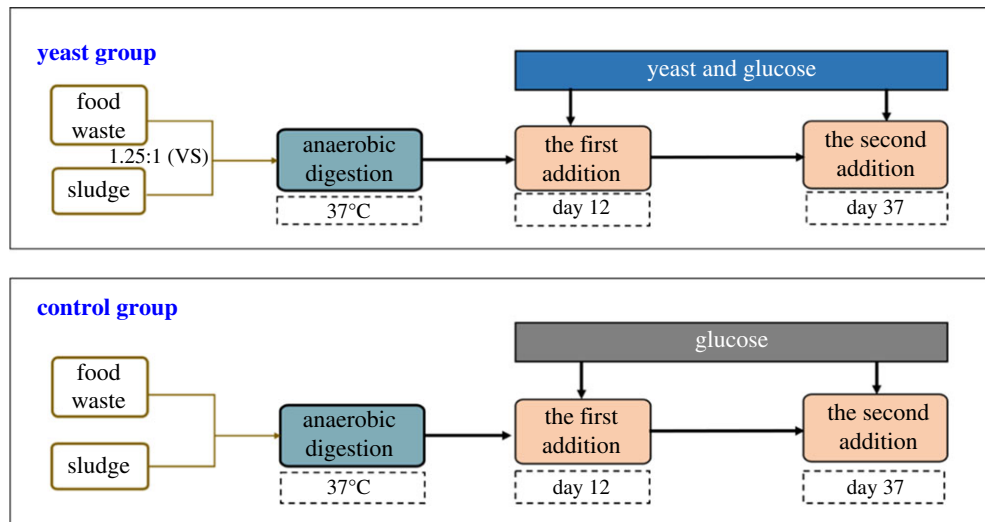 yeast group
yeast and glucose
food
waste
1.25:1 (VS)
sludge
anaerobic
digestion
37°C
the first
addition
day 12
the second
addition
day 37
control group
glucose
food
waste
sludge
anaerobic
digestion
37°C
the first
addition
day 12
the second
addition
day 37